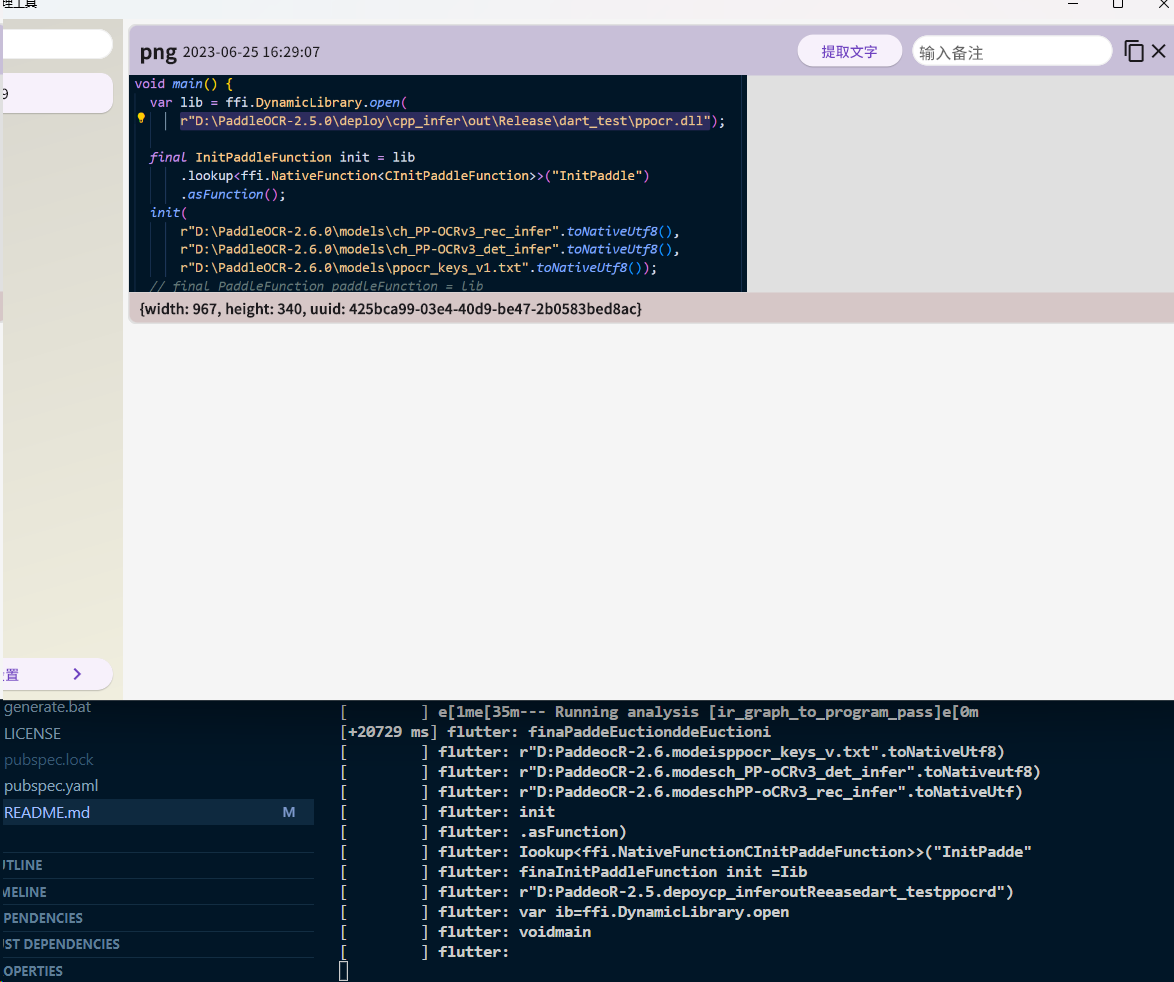 理工具
9
png 2023-06-25 16:29:07
提取文字
输入备注
void main() {
var lib = ffi.DynamicLibrary.open(
r"D:\PaddleOCR-2.5.0\deploy\cpp_infer\out\Release\dart_test\ppocr.dll");
final InitPaddleFunction init = lib
.lookup<ffi.NativeFunction<CInitPaddleFunction>>("InitPaddle")
.asFunction();
init(
r"D:\PaddleOCR-2.6.0\models\ch_PP-OCRv3_rec_infer".toNativeUtf8(),
r"D:\PaddleOCR-2.6.0\models\ch_PP-OCRv3_det_infer".toNativeUtf8(),
r"D:\PaddleOCR-2.6.0\models\ppocr_keys_v1.txt".toNativeUtf8());
// final PaddleFunction paddleFunction = lib
{width: 967, height: 340, uuid: 425bca99-03e4-40d9-be47-2b0583bed8ac}
置
generate.bat
LICENSE
pubspec.lock
pubspec.yaml
README.md M
UTLINE
MELINE
PENDENCIES
ST DEPENDENCIES
OPERTIES
[ ] e[1me[35m--- Running analysis [ir_graph_to_program_pass]e[0m
[+20729 ms] flutter: finaPaddeEuctionddeEuctioni
[ ] flutter: r"D:PaddeocR-2.6.modeisppocr_keys_v.txt".toNativeUtf8)
[ ] flutter: r"D:PaddeoCR-2.6.modesch_PP-oCRv3_det_infer".toNativeutf8)
[ ] flutter: r"D:PaddeoCR-2.6.modeschPP-oCRv3_rec_infer".toNativeUtf)
[ ] flutter: init
[ ] flutter: .asFunction)
[ ] flutter: Iookup<ffi.NativeFunctionCInitPaddeFunction>>("InitPadde"
[ ] flutter: finaInitPaddleFunction init =Iib
[ ] flutter: r"D:PaddeoR-2.5.depoycp_inferoutReeasedart_testppocrd")
[ ] flutter: var ib=ffi.DynamicLibrary.open
[ ] flutter: voidmain
[ ] flutter: